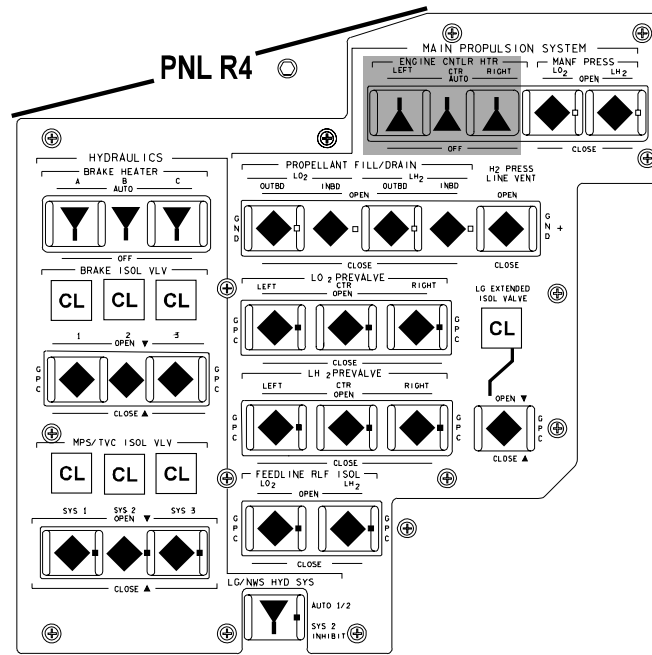 PNL R4
MAIN PROPULSION SYSTEM
ENGINE CNTLR HTR
MANF PRESS
LEFT CTR RIGHT LO2 LH2
AUTO OPEN
OFF CLOSE
HYDRAULICS
BRAKE HEATER
A B C
AUTO
OFF
PROPELLANT FILL/DRAIN
LO2 LH2
H2 PRESS
LINE VENT
OUTBD INBD OUTBD INBD
OPEN OPEN
GND GND +
CLOSE CLOSE
BRAKE ISOL VLV
CL CL CL
1 2 3
OPEN ▼
GPC GPC
CLOSE ▲
LO2 PREVALVE
LEFT CTR RIGHT
OPEN
GPC GPC
CLOSE
LG EXTENDED
ISOL VALVE
CL
OPEN ▼
GPC
CLOSE ▲
LH2 PREVALVE
LEFT CTR RIGHT
OPEN
GPC GPC
CLOSE
MPS/TVC ISOL VLV
CL CL CL
SYS 1 SYS 2 SYS 3
OPEN ▼
CLOSE ▲
FEEDLINE RLF ISOL
LO2 LH2
OPEN
GPC GPC
CLOSE
LG/NWS HYD SYS
AUTO 1/2
SYS 2
INHIBIT